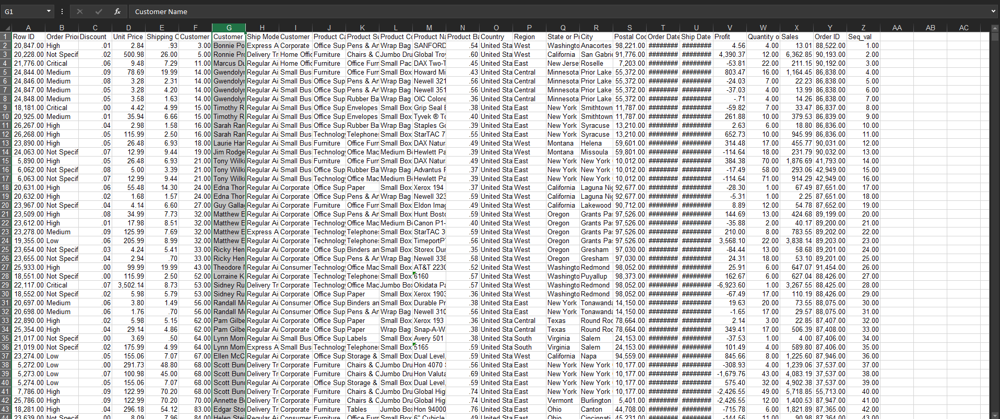 G1 fx Customer Name
A B C D E F G H I J K L M N O P Q R S T U V W X Y Z AA AB AC
1 Row ID Order Prior Discount Unit Price Shipping C Customer Customer Ship Mode Customer Product Ca Product Su Product Co Product Na Product Ba Country Region State or Pr City Postal Cod Order Date Ship Date Profit Quantity o Sales Order ID Seq_val
2 20,847.00 High .01 2.84 .93 3.00 Bonnie Po Express A Corporate Office Sup Pens & Ar Wrap Bag SANFORD .54 United Sta West Washingto Anacortes 98,221.00 ######## ######## 4.56 4.00 13.01 88,522.00 1.00
3 20,228.00 Not Specif .02 500.98 26.00 5.00 Ronnie Pro Delivery Tr Home Offic Furniture Chairs & C Jumbo Dru Global Troy .60 United Sta West California San Gabrie 91,776.00 ######## ######## 4,390.37 12.00 6,362.85 90,193.00 2.00
4 21,776.00 Critical .06 9.48 7.29 11.00 Marcus Du Regular Ai Home Offic Furniture Office Furn Small Pac DAX Two-T .45 United Sta East New Jerse Roselle 7,203.00 ######## ######## -53.81 22.00 211.15 90,192.00 3.00
5 24,844.00 Medium .09 78.69 19.99 14.00 Gwendolyn Regular Ai Small Bus Furniture Office Furn Small Box Howard Mi .43 United Sta Central Minnesota Prior Lake 55,372.00 ######## ######## 803.47 16.00 1,164.45 86,838.00 4.00
6 24,846.00 Medium .08 3.28 2.31 14.00 Gwendolyn Regular Ai Small Bus Office Sup Pens & Ar Wrap Bag Newell 321 .56 United Sta Central Minnesota Prior Lake 55,372.00 ######## ######## -24.03 7.00 22.23 86,838.00 5.00
7 24,847.00 Medium .05 3.28 4.20 14.00 Gwendolyn Regular Ai Small Bus Office Sup Pens & Ar Wrap Bag Newell 351 .56 United Sta Central Minnesota Prior Lake 55,372.00 ######## ######## -37.03 4.00 13.99 86,838.00 6.00
8 24,848.00 Medium .05 3.58 1.63 14.00 Gwendolyn Regular Ai Small Bus Office Sup Rubber Ba Wrap Bag OIC Colore .36 United Sta Central Minnesota Prior Lake 55,372.00 ######## ######## -.71 4.00 14.26 86,838.00 7.00
9 18,181.00 Critical .00 4.42 4.99 15.00 Timothy R Regular Ai Small Bus Office Sup Envelopes Small Box Grip Seal E .38 United Sta East New York Smithtown 11,787.00 ######## ######## -59.82 7.00 33.47 86,837.00 8.00
10 20,925.00 Medium .01 35.94 6.66 15.00 Timothy R Regular Ai Small Bus Office Sup Envelopes Small Box Tyvek ® To .40 United Sta East New York Smithtown 11,787.00 ######## ######## 261.88 10.00 379.53 86,839.00 9.00
11 26,267.00 High .04 2.98 1.58 16.00 Sarah Ran Regular Ai Small Bus Office Sup Rubber Ba Wrap Bag Staples Go .39 United Sta East New York Syracuse 13,210.00 ######## ######## 2.63 6.00 18.80 86,836.00 10.00
12 26,268.00 High .05 115.99 2.50 16.00 Sarah Ran Regular Ai Small Bus Technology Telephones Small Box StarTAC 7 .55 United Sta East New York Syracuse 13,210.00 ######## ######## 652.73 10.00 945.99 86,836.00 11.00
13 23,890.00 High .05 26.48 6.93 18.00 Laurie Han Regular Ai Small Bus Furniture Office Furn Small Box DAX Natur .49 United Sta West Montana Helena 59,601.00 ######## ######## 314.48 17.00 455.77 90,031.00 12.00
14 24,063.00 Not Specif .07 12.99 9.44 19.00 Jim Rodge Regular Ai Small Bus Technology Office Mac Medium Bo Hewlett Pa .39 United Sta West Montana Missoula 59,801.00 ######## ######## -114.64 18.00 231.79 90,032.00 13.00
15 5,890.00 High .05 26.48 6.93 21.00 Tony Wilki Regular Ai Small Bus Furniture Office Furn Small Box DAX Natur .49 United Sta East New York New York 10,012.00 ######## ######## 384.38 70.00 1,876.69 41,793.00 14.00
16 6,062.00 Not Specif .08 5.00 3.39 21.00 Tony Wilki Regular Ai Small Bus Office Sup Rubber Ba Wrap Bag Advantus F .37 United Sta East New York New York 10,012.00 ######## ######## -17.49 58.00 293.06 42,949.00 15.00
17 6,063.00 Not Specif .07 12.99 9.44 21.00 Tony Wilki Regular Ai Small Bus Technology Office Mac Medium Bo Hewlett Pa .39 United Sta East New York New York 10,012.00 ######## ######## -114.64 71.00 914.29 42,949.00 16.00
18 20,631.00 High .06 55.48 14.30 24.00 Edna Thor Regular Ai Corporate Office Sup Paper Small Box Xerox 194 .37 United Sta West California Laguna Nig 92,677.00 ######## ######## -28.30 1.00 67.49 87,651.00 17.00
19 20,632.00 High .02 1.68 1.57 24.00 Edna Thor Regular Ai Corporate Office Sup Pens & Ar Wrap Bag Newell 323 .59 United Sta West California Laguna Nig 92,677.00 ######## ######## -5.31 1.00 2.25 87,651.00 18.00
20 23,967.00 Not Specif .04 4.14 6.60 27.00 Guy Galla Regular Ai Corporate Furniture Office Furn Small Box Eldon Imag .49 United Sta West California Lakewood 90,712.00 ######## ######## 8.89 12.00 54.78 87,652.00 19.00
21 23,509.00 High .08 34.99 7.73 32.00 Matthew E Regular Ai Corporate Office Sup Pens & Ar Small Box Hunt Bosto .59 United Sta West Oregon Grants Pas 97,526.00 ######## ######## 144.69 13.00 424.68 89,199.00 20.00
22 23,612.00 High .01 17.98 8.51 32.00 Matthew E Regular Ai Corporate Technology Office Mac Medium Bo Canon P1- .40 United Sta West Oregon Grants Pas 97,526.00 ######## ######## -35.88 2.00 40.17 89,200.00 21.00
23 23,278.00 Medium .09 125.99 7.69 32.00 Matthew E Express A Corporate Technology Telephones Small Box StarTAC 3 .59 United Sta West Oregon Grants Pas 97,526.00 ######## ######## 210.00 8.00 783.55 89,202.00 22.00
24 19,355.00 Low .06 205.99 8.99 32.00 Matthew E Regular Ai Corporate Technology Telephones Small Box TimeportP .56 United Sta West Oregon Grants Pas 97,526.00 ######## ######## 3,568.10 22.00 3,838.14 89,203.00 23.00
25 23,654.00 Not Specif .03 4.24 5.41 33.00 Ricky Hen Regular Ai Corporate Office Sup Binders an Small Box Storex Dur .35 United Sta West Oregon Gresham 97,030.00 ######## ######## -84.44 13.00 58.68 89,201.00 24.00
26 23,655.00 Not Specif .04 2.94 .70 33.00 Ricky Hen Regular Ai Corporate Office Sup Pens & Ar Wrap Bag Newell 338 .58 United Sta West Oregon Gresham 97,030.00 ######## ######## 24.31 18.00 53.10 89,201.00 25.00
27 25,933.00 High .00 99.99 19.99 43.00 Theodore M Regular Ai Consumer Technology Office Mac Small Box AT&T 2230 .52 United Sta West Washingto Redmond 98,052.00 ######## ######## 25.91 6.00 647.07 91,454.00 26.00
28 18,551.00 Not Specif .00 115.99 2.50 52.00 Lorraine K Regular Ai Corporate Technology Telephones Small Box 6160 .57 United Sta West Washingto Puyallup 98,373.00 ######## ######## 162.67 6.00 627.04 88,426.00 27.00
29 22,117.00 Critical .07 3,502.14 8.73 53.00 Sidney Ru Delivery Tr Corporate Technology Office Mac Jumbo Box Okidata Pa .57 United Sta West Washingto Redmond 98,052.00 ######## ######## -6,923.60 1.00 3,267.55 88,425.00 28.00
30 18,552.00 Not Specif .02 5.98 5.79 53.00 Sidney Ru Regular Ai Corporate Office Sup Paper Small Box Xerox 1903 .36 United Sta West Washingto Redmond 98,052.00 ######## ######## -67.49 17.00 110.19 88,426.00 29.00
31 20,697.00 Medium .06 3.80 1.49 56.00 Randall Mo Regular Ai Consumer Office Sup Binders an Small Box Durable Pr .38 United Sta East New York Tonawanda 14,150.00 ######## ######## 19.63 20.00 73.55 88,075.00 30.00
32 20,698.00 Medium .06 1.76 .70 56.00 Randall Mo Regular Ai Consumer Office Sup Pens & Ar Wrap Bag Newell 310 .56 United Sta East New York Tonawanda 14,150.00 ######## ######## -1.65 17.00 29.57 88,075.00 31.00
33 22,890.00 High .02 5.98 5.15 62.00 Pam Gilbe Regular Ai Corporate Office Sup Paper Small Box Xerox 193 .36 United Sta Central Texas Round Roc 78,664.00 ######## ######## 2.14 3.00 22.85 87,407.00 32.00
34 25,354.00 High .04 29.14 4.86 62.00 Pam Gilbe Regular Ai Corporate Office Sup Paper Wrap Bag Snap-A-W .38 United Sta Central Texas Round Roc 78,664.00 ######## ######## 349.41 17.00 506.39 87,408.00 33.00
35 21,017.00 Not Specif .00 3.69 .50 64.00 Lynn Morr Regular Ai Small Bus Office Sup Labels Small Box Avery 501 .38 United Sta South Virginia Salem 24,153.00 ######## ######## -37.53 1.00 4.00 87,406.00 34.00
36 21,019.00 Not Specif .02 175.99 4.99 64.00 Lynn Morr Express A Small Bus Technology Telephones Small Box 5165 .59 United Sta South Virginia Salem 24,153.00 ######## ######## 101.49 4.00 589.80 87,406.00 35.00
37 23,274.00 Low .05 155.06 7.07 67.00 Ellen McC Regular Ai Corporate Office Sup Storage & Small Box Dual Level, .59 United Sta West California Napa 94,559.00 ######## ######## 845.66 8.00 1,225.60 87,946.00 36.00
38 5,272.00 Low .00 291.73 48.80 68.00 Scott Bunn Delivery Tr Corporate Furniture Chairs & C Jumbo Dru Hon 4070 S .56 United Sta East New York New York 10,177.00 ######## ######## -308.93 4.00 1,239.06 37,537.00 37.00
39 5,273.00 Low .07 100.98 45.00 68.00 Scott Bunn Delivery Tr Corporate Furniture Chairs & C Jumbo Dru Hon Valuta .69 United Sta East New York New York 10,177.00 ######## ######## -1,679.76 43.00 4,083.19 37,537.00 38.00
40 5,274.00 Low .05 155.06 7.07 68.00 Scott Bunn Regular Ai Corporate Office Sup Storage & Small Box Dual Level, .59 United Sta East New York New York 10,177.00 ######## ######## 575.40 32.00 4,902.38 37,537.00 39.00
41 7,786.00 High .09 122.99 70.20 68.00 Scott Bunn Delivery Tr Corporate Furniture Chairs & C Jumbo Dru Global Hig .74 United Sta East New York New York 10,177.00 ######## ######## -2,426.55 49.00 5,718.85 55,713.00 40.00
42 25,786.00 High .09 122.99 70.20 70.00 Annette Bo Delivery Tr Corporate Furniture Chairs & C Jumbo Dru Global Hig .74 United Sta East Vermont Burlington 5,401.00 ######## ######## -2,426.55 12.00 1,400.53 87,947.00 41.00
43 18,281.00 High .04 296.18 54.12 83.00 Edgar Ston Delivery Tr Corporate Furniture Tables Jumbo Box Hon 94000 .76 United Sta East Ohio Canton 44,708.00 ######## ######## -715.78 6.00 1,821.89 87,365.00 42.00
44 23,639.00 Not Specif .00 8.09 7.96 84.00 Helen Stei Regular Ai Consumer Furniture Office Furn Small Box 6" Cubicle .49 United Sta East Ohio Cincinnati 45,231.00 ######## ######## -144.56 11.00 90.98 87,364.00 43.00